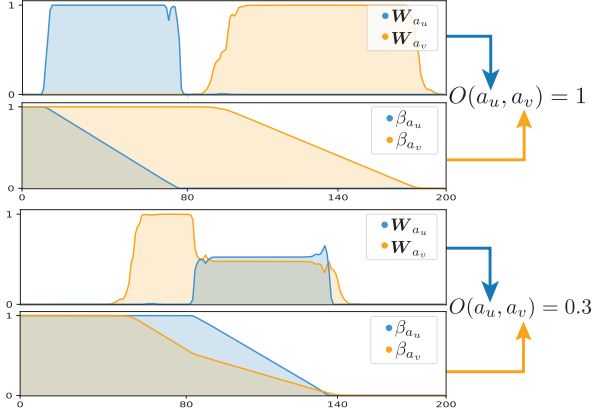 1
W_{a_u}
W_{a_v}
0
O(a_u, a_v) = 1
1
β_{a_u}
β_{a_v}
0
0 80 140 200
1
W_{a_u}
W_{a_v}
0
O(a_u, a_v) = 0.3
1
β_{a_u}
β_{a_v}
0
0 80 140 200